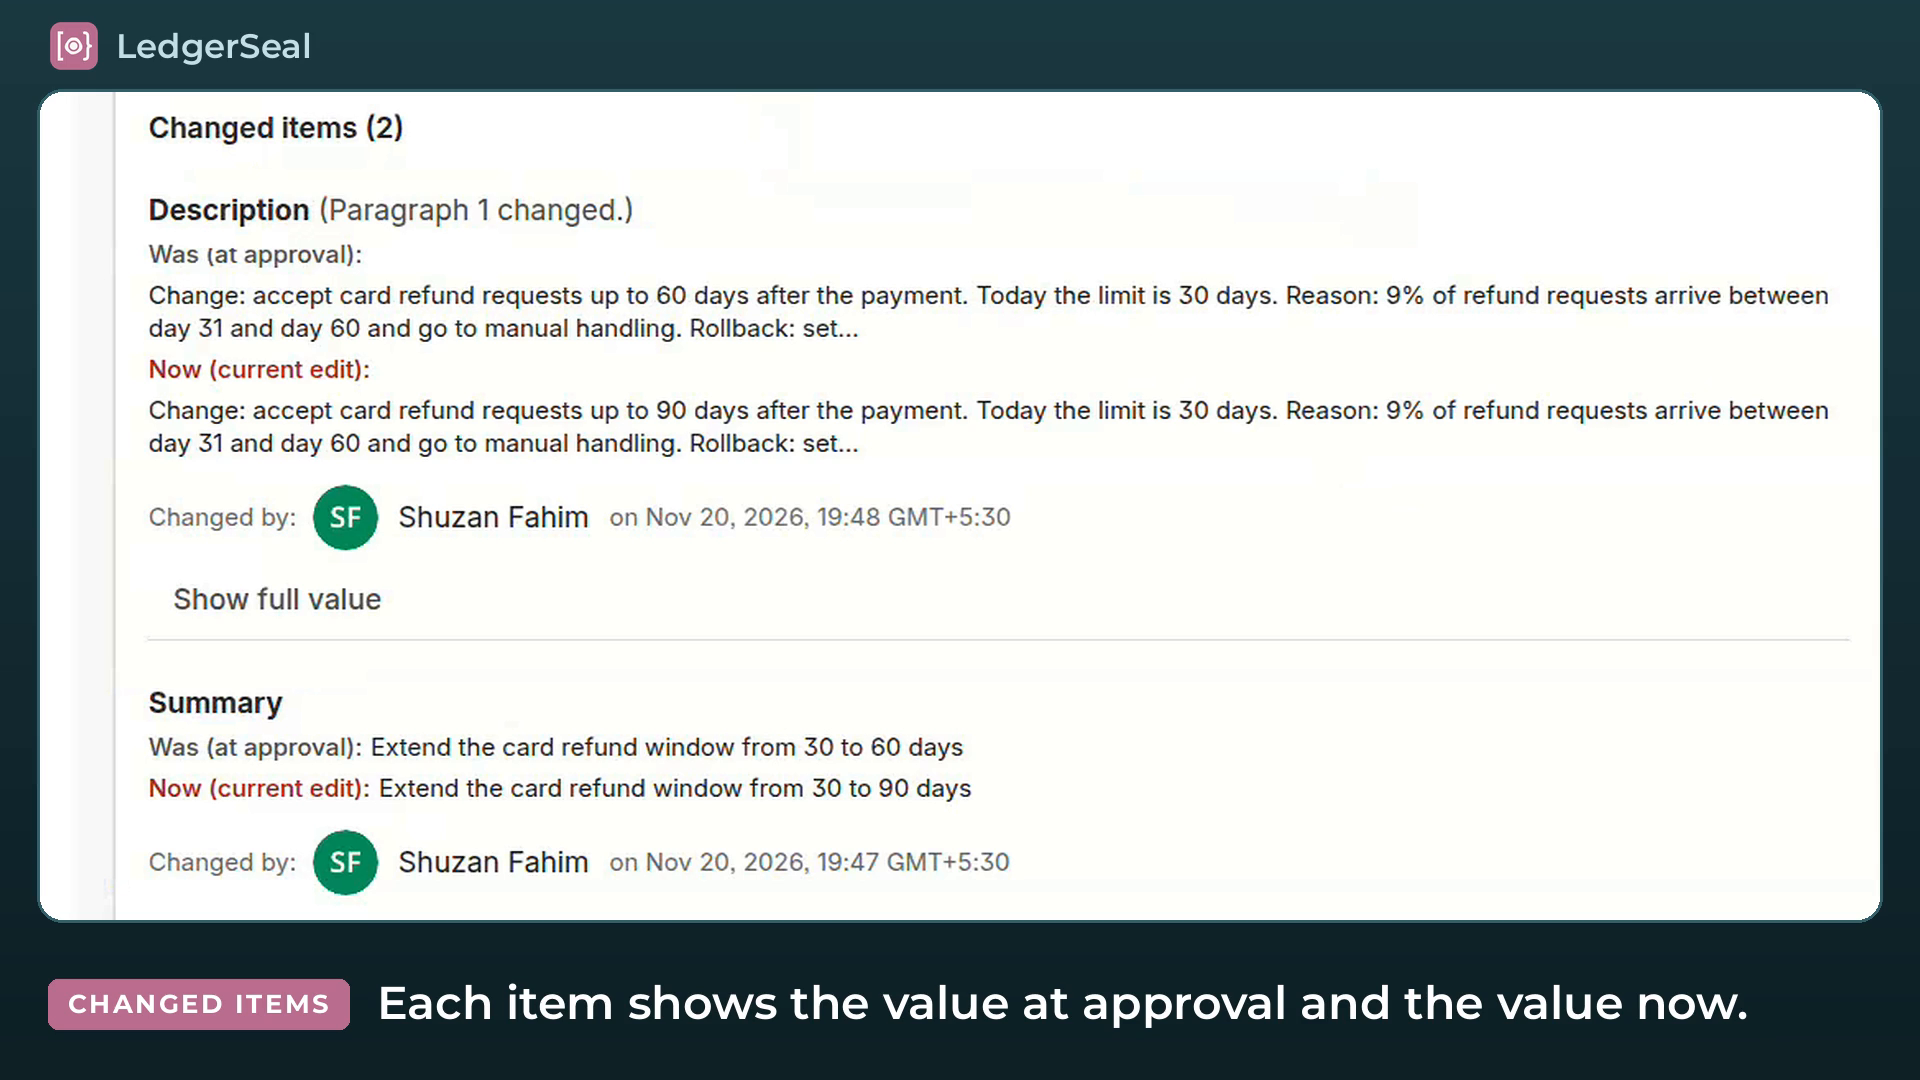 LedgerSeal
Changed items (2)
Description (Paragraph 1 changed.)
Was (at approval):
Change: accept card refund requests up to 60 days after the payment. Today the limit is 30 days. Reason: 9% of refund requests arrive between
day 31 and day 60 and go to manual handling. Rollback: set...
Now (current edit):
Change: accept card refund requests up to 90 days after the payment. Today the limit is 30 days. Reason: 9% of refund requests arrive between
day 31 and day 60 and go to manual handling. Rollback: set...
Changed by: SF Shuzan Fahim on Nov 20, 2026, 19:48 GMT+5:30
Show full value
Summary
Was (at approval): Extend the card refund window from 30 to 60 days
Now (current edit): Extend the card refund window from 30 to 90 days
Changed by: SF Shuzan Fahim on Nov 20, 2026, 19:47 GMT+5:30
CHANGED ITEMS Each item shows the value at approval and the value now.